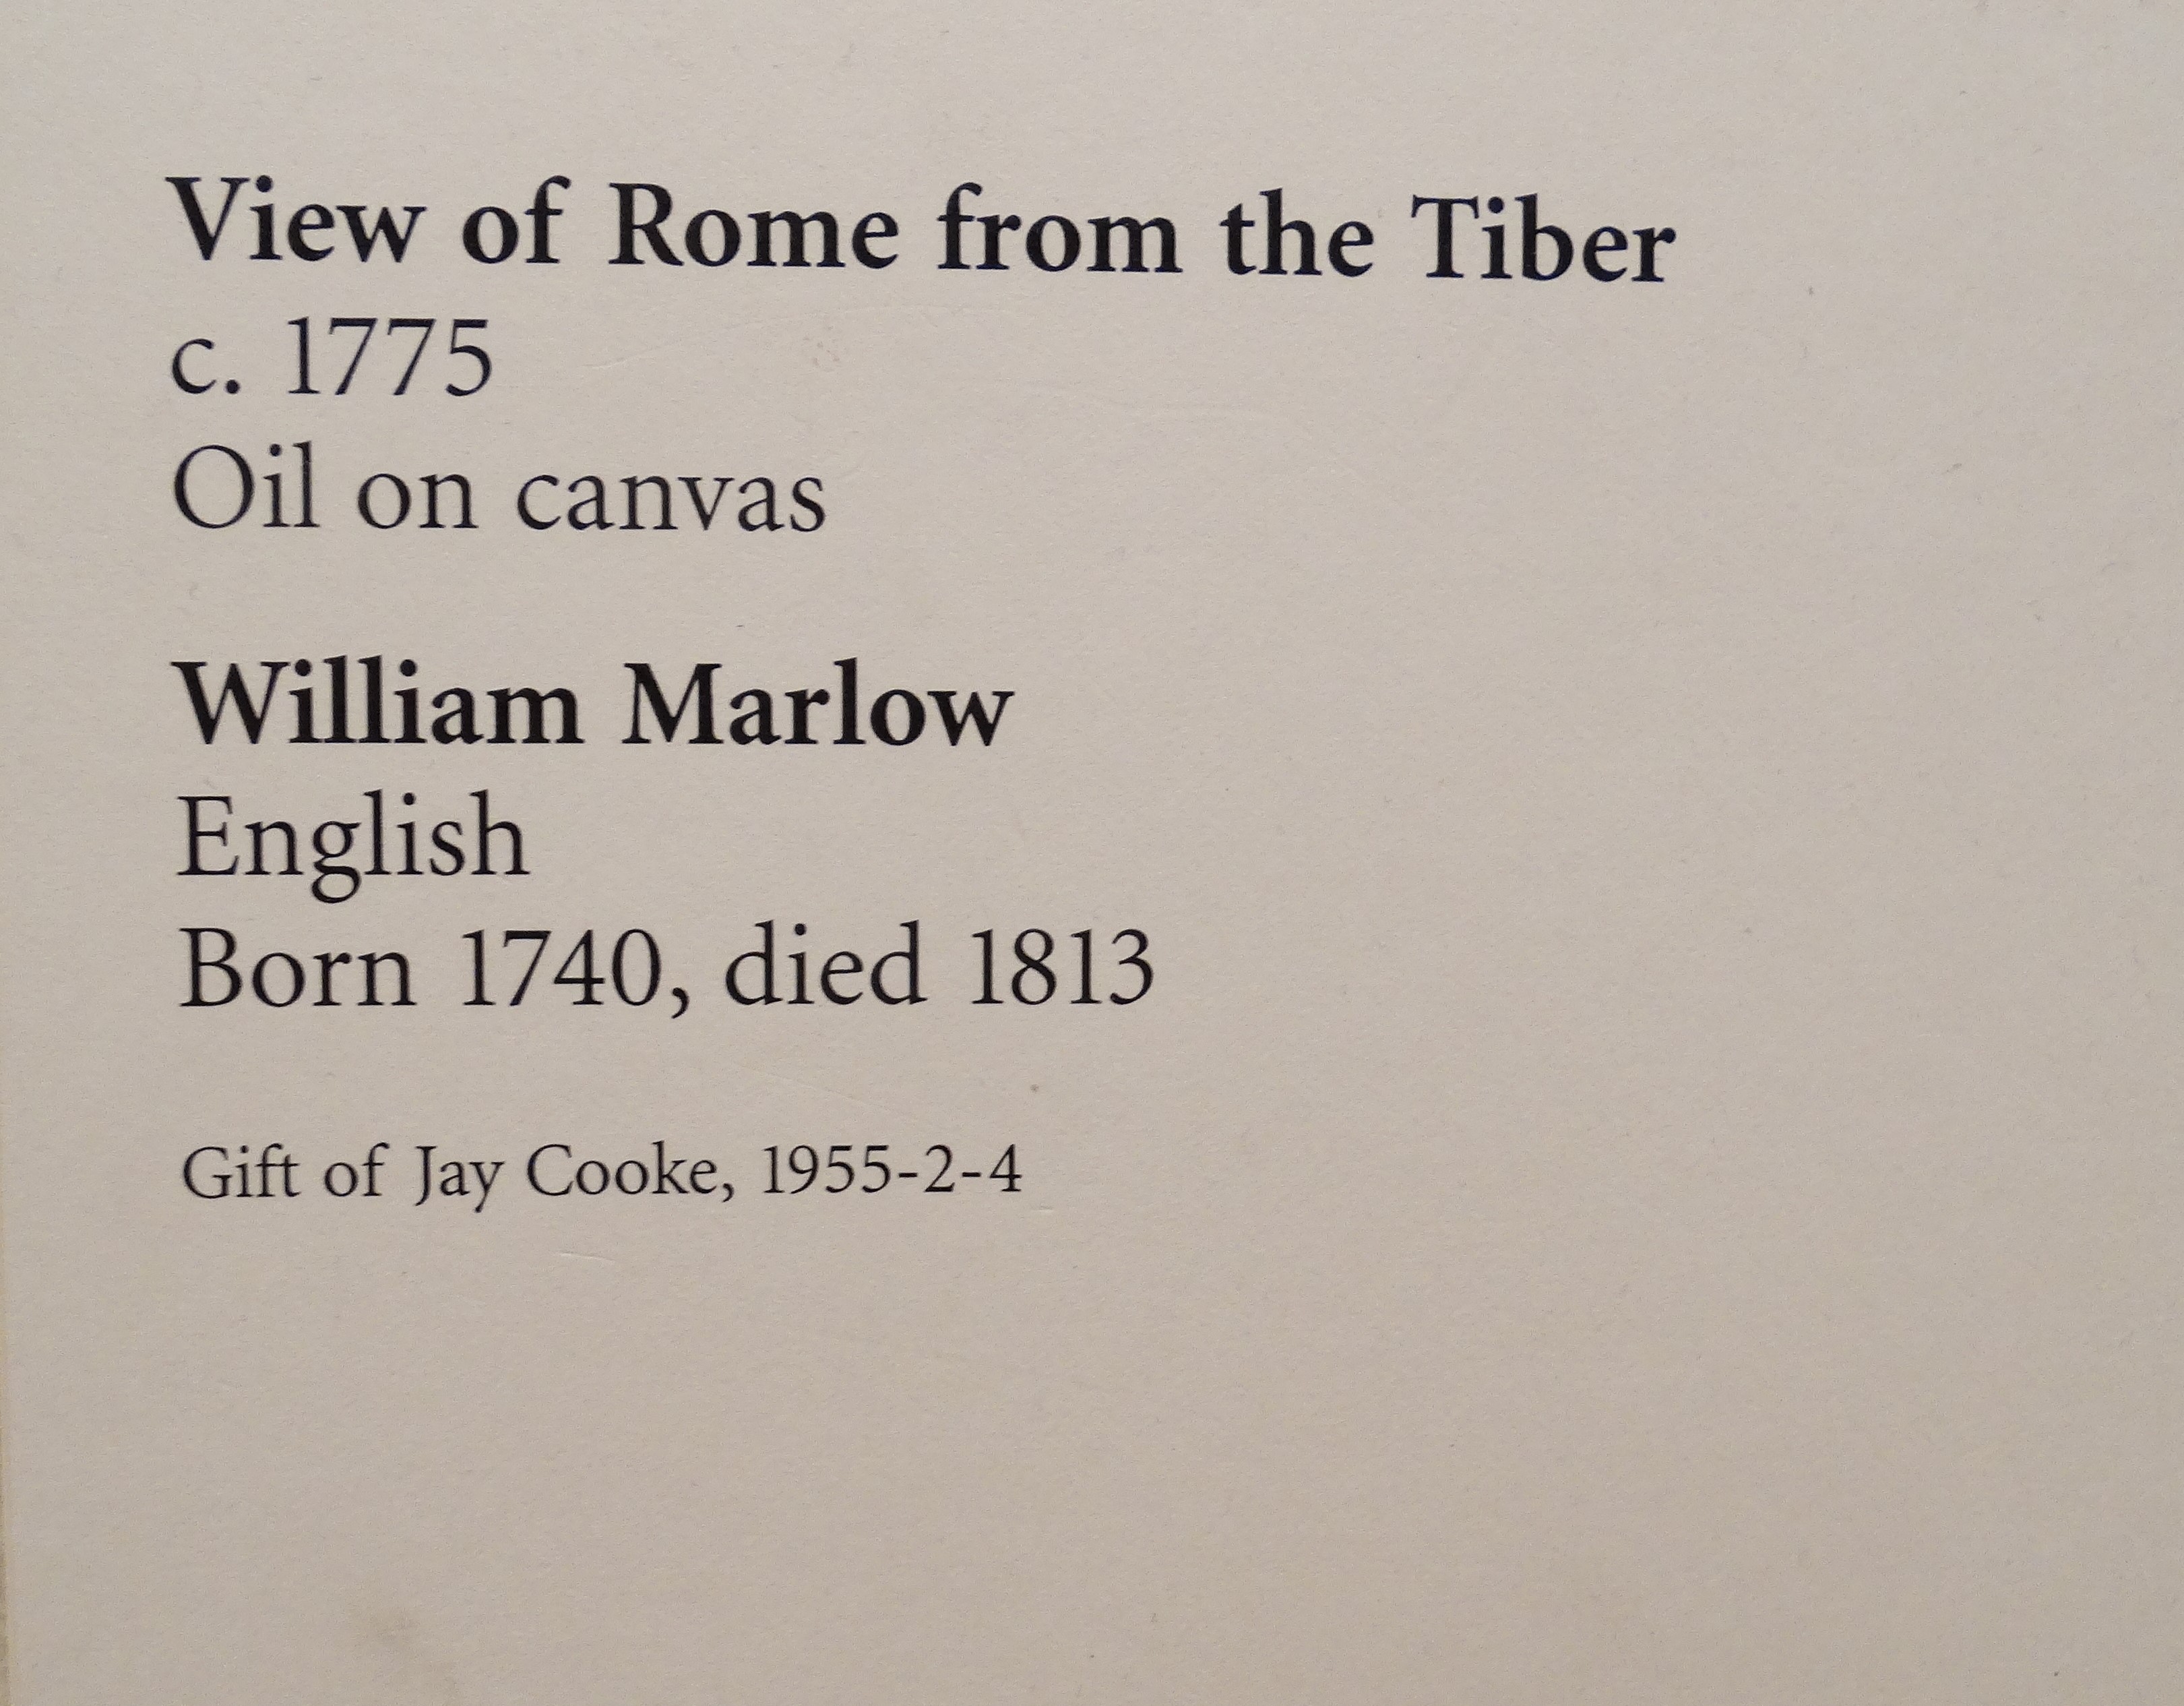 View of Rome from the Tiber
c. 1775
Oil on canvas
William Marlow
English
Born 1740, died 1813
Gift of Jay Cooke, 1955-2-4